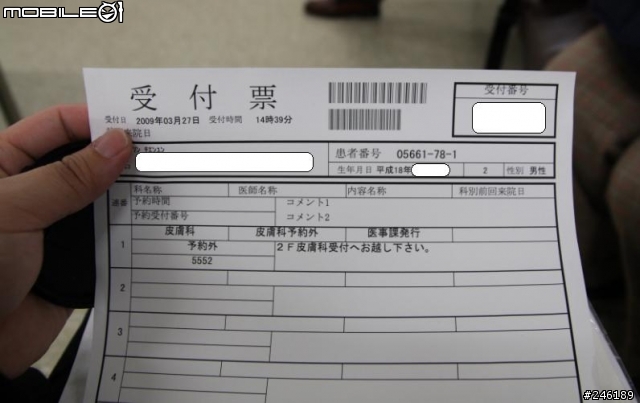 MOBILE01
受付票
受付番号
受付日 2009年03月27日 受付時間 14時39分
来院日
患者番号 05661-78-1
生年月日 平成18年 2 性別 男性
科名称 医師名称 内容名称 科別前回来院日
連番 予約時間 コメント1
予約受付番号 コメント2
1 皮膚科 皮膚科予約外 医事課発行
予約外 2F皮膚科受付へお越し下さい。
5552
2
3
4
#246189